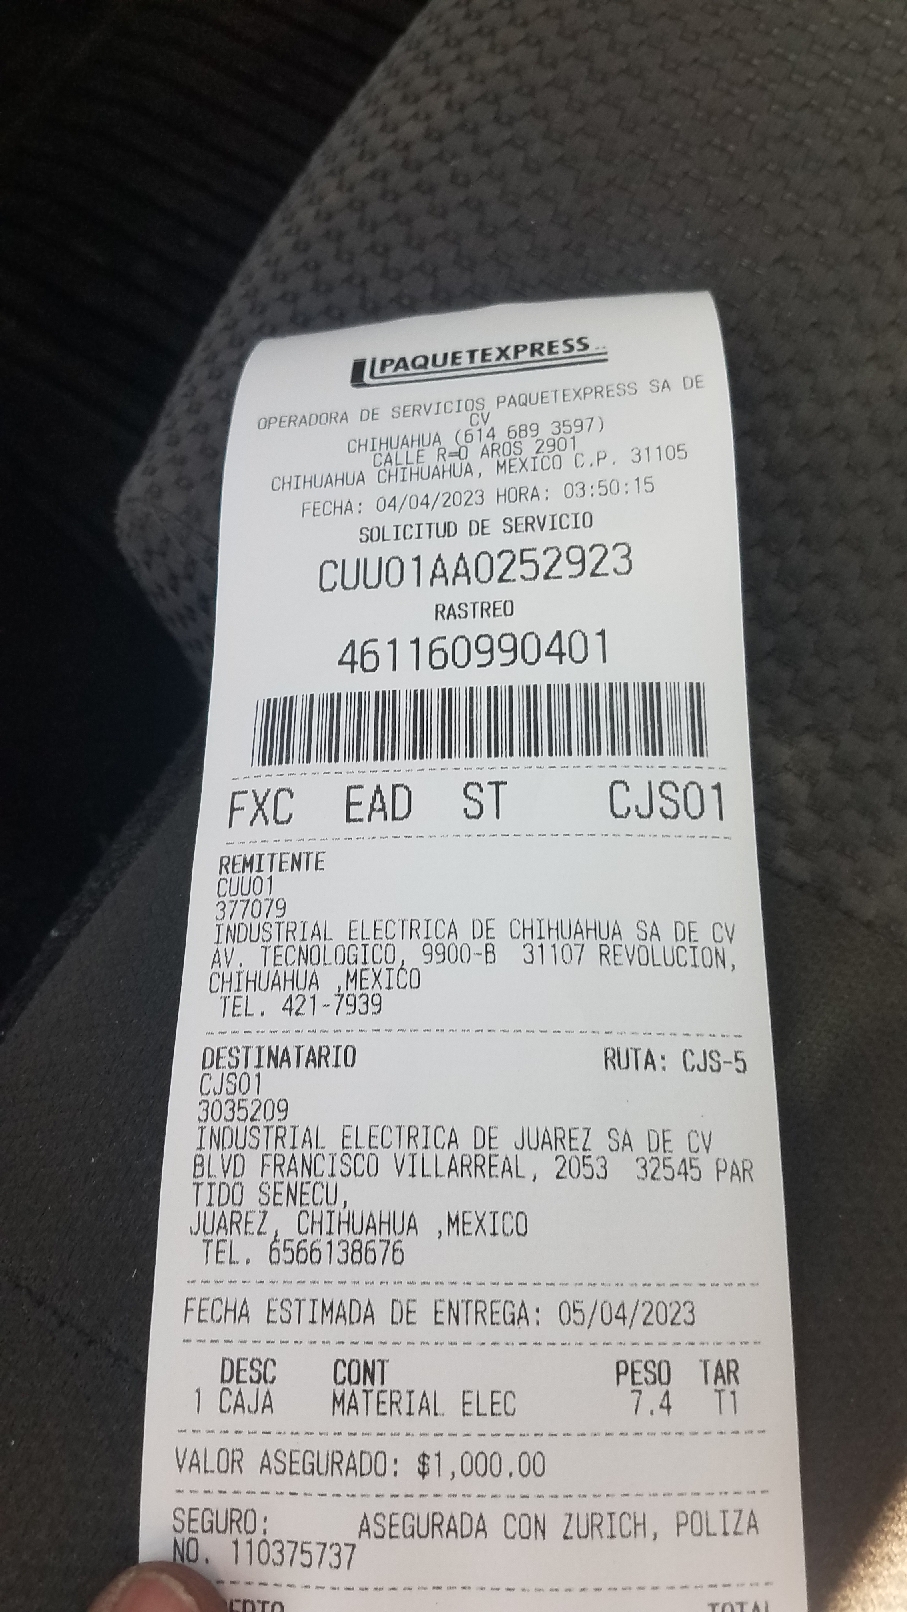 PAQUETEXPRESS
OPERADORA DE SERVICIOS PAQUETEXPRESS SA DE
CV
CHIHUAHUA (614 689 3597)
CALLE R=O AROS 2901
CHIHUAHUA CHIHUAHUA, MEXICO C.P. 31105
FECHA: 04/04/2023 HORA: 03:50:15
SOLICITUD DE SERVICIO
CUU01AA0252923
RASTREO
461160990401
FXC EAD ST CJS01
REMITENTE
CUU01
377079
INDUSTRIAL ELECTRICA DE CHIHUAHUA SA DE CV
AV. TECNOLOGICO, 9900-B 31107 REVOLUCION,
CHIHUAHUA ,MEXICO
TEL. 421-7939
DESTINATARIO RUTA: CJS-5
CJS01
3035209
INDUSTRIAL ELECTRICA DE JUAREZ SA DE CV
BLVD FRANCISCO VILLARREAL, 2053 32545 PAR
TIDO SENECU,
JUAREZ, CHIHUAHUA ,MEXICO
TEL. 6566138676
FECHA ESTIMADA DE ENTREGA: 05/04/2023
DESC CONT PESO TAR
1 CAJA MATERIAL ELEC 7.4 T1
VALOR ASEGURADO: $1,000.00
SEGURO: ASEGURADA CON ZURICH, POLIZA
NO. 110375737
TOTAL